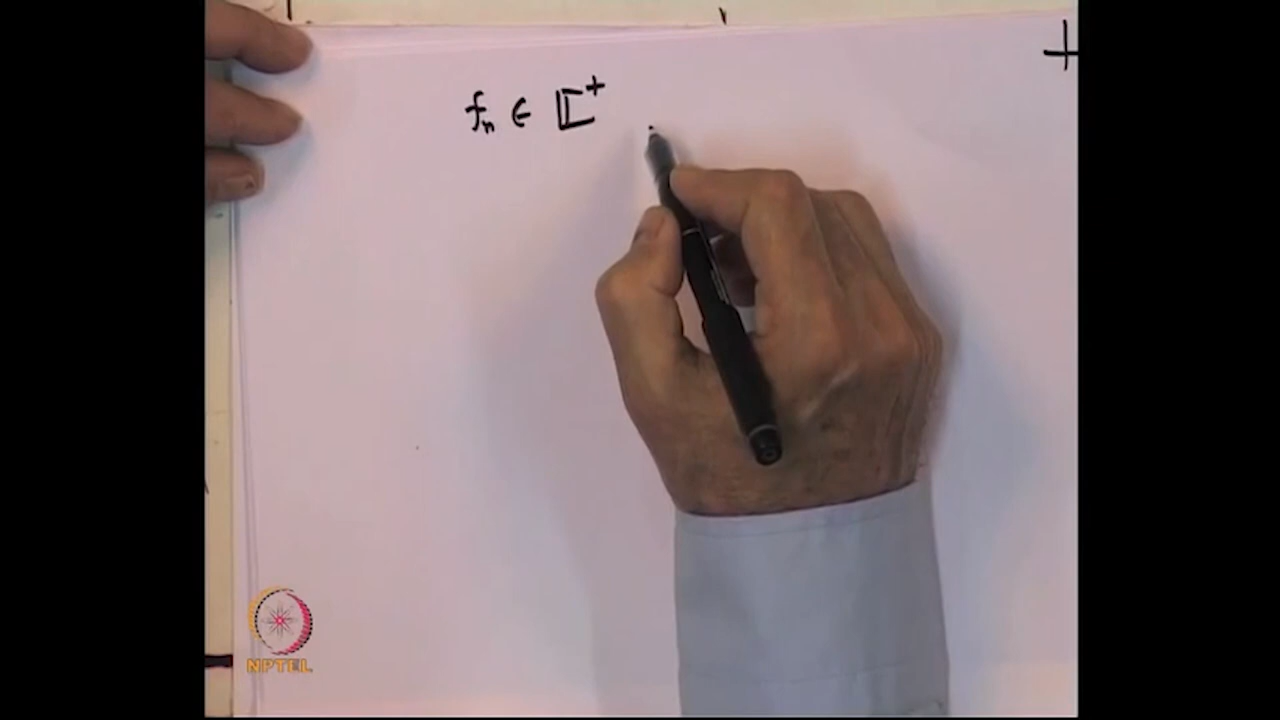 fₙ ∈ 𝕃⁺
NPTEL